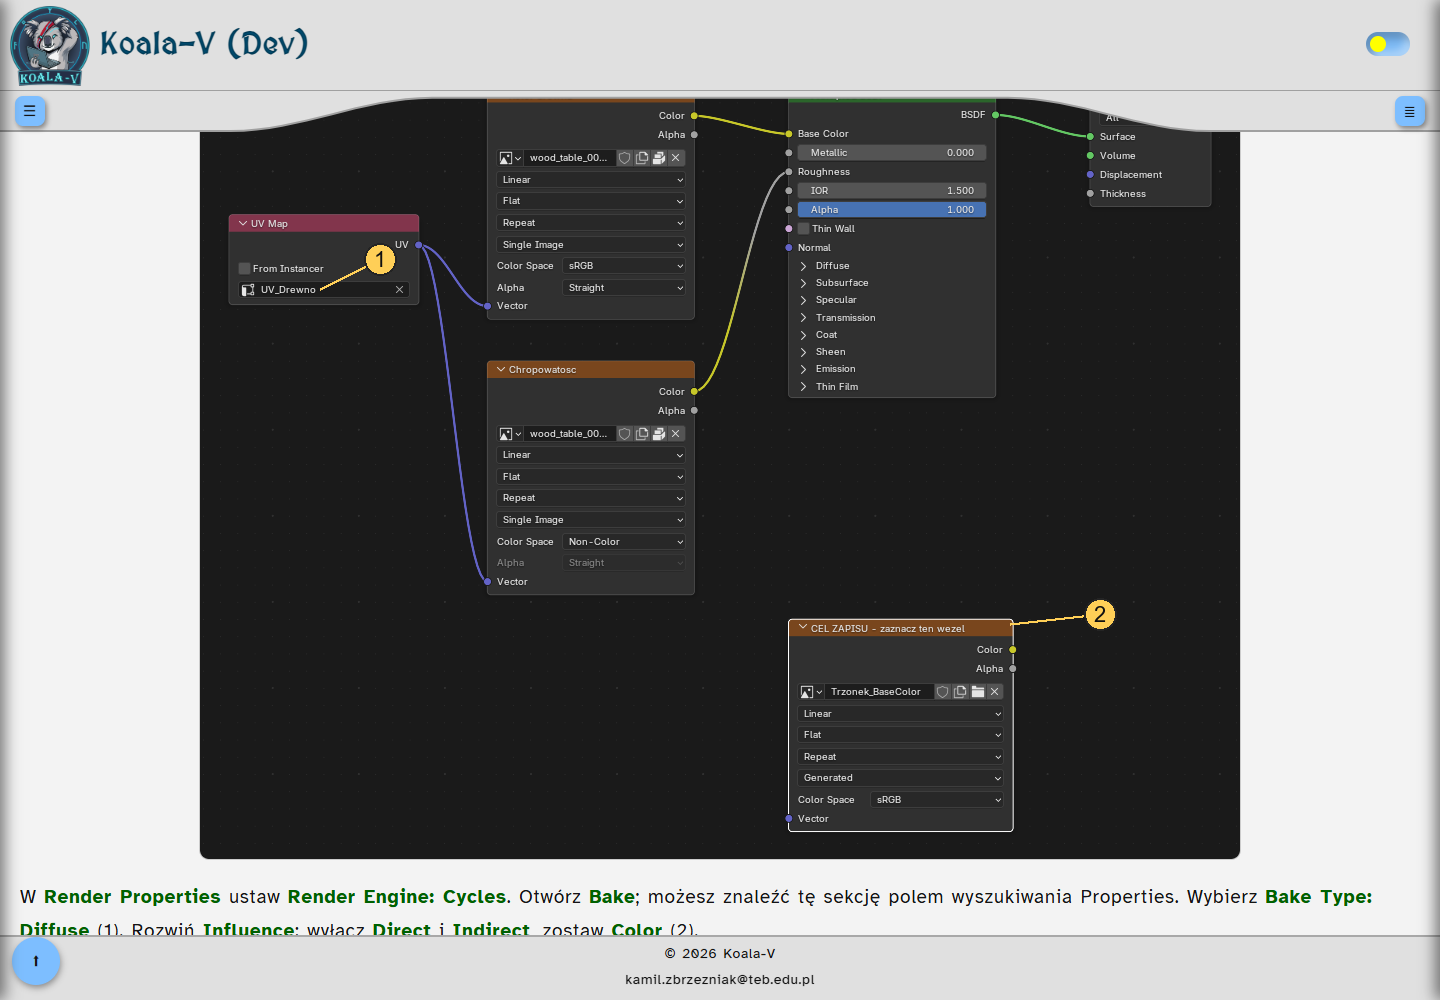 KOALA-V
Koala-V (Dev)
☰
≣
Color
Alpha
wood_table_00...
Linear
Flat
Repeat
Single Image
Color Space sRGB
Alpha Straight
Vector
BSDF
Base Color
Metallic 0.000
Roughness
IOR 1.500
Alpha 1.000
Thin Wall
Normal
Diffuse
Subsurface
Specular
Transmission
Coat
Sheen
Emission
Thin Film
All
Surface
Volume
Displacement
Thickness
UV Map
UV
From Instancer
UV_Drewno
1
Chropowatosc
Color
Alpha
wood_table_00...
Linear
Flat
Repeat
Single Image
Color Space Non-Color
Alpha Straight
Vector
2
CEL ZAPISU - zaznacz ten wezel
Color
Alpha
Trzonek_BaseColor
Linear
Flat
Repeat
Generated
Color Space sRGB
Vector
W Render Properties ustaw Render Engine: Cycles. Otwórz Bake; możesz znaleźć tę sekcję polem wyszukiwania Properties. Wybierz Bake Type:
Diffuse (1). Rozwiń Influence; wyłącz Direct i Indirect, zostaw Color (2).
© 2026 Koala-V
kamil.zbrzezniak@teb.edu.pl